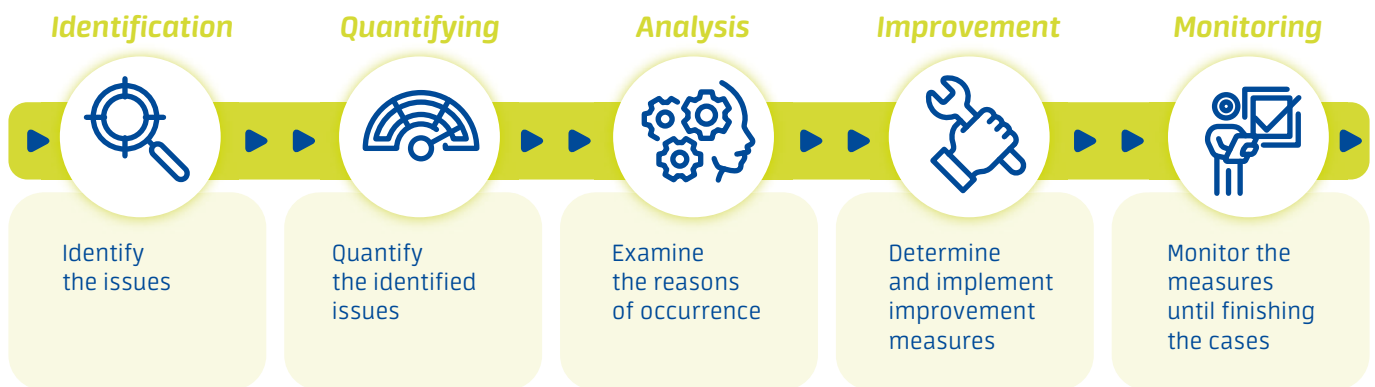 Identification
Quantifying
Analysis
Improvement
Monitoring
Identify
the issues
Quantify
the identified
issues
Examine
the reasons
of occurrence
Determine
and implement
improvement
measures
Monitor the
measures
until finishing
the cases